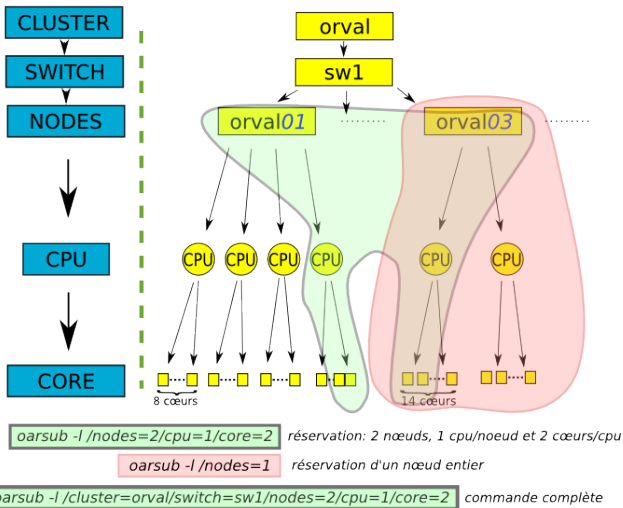 CLUSTER
orval
SWITCH
sw1
NODES
orval01
orval03
CPU
CPU CPU CPU CPU CPU CPU
CORE
8 cœurs
14 cœurs
oarsub -l /nodes=2/cpu=1/core=2 réservation: 2 nœuds, 1 cpu/noeud et 2 cœurs/cpu
oarsub -l /nodes=1 réservation d'un nœud entier
oarsub -l /cluster=orval/switch=sw1/nodes=2/cpu=1/core=2 commande complète